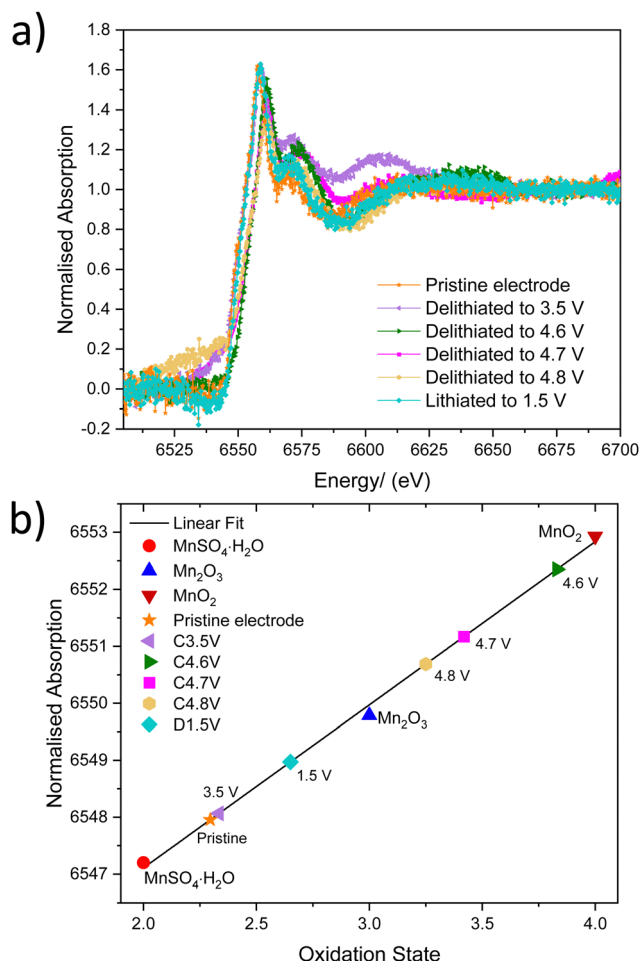 a)
1.8
1.6
1.4
1.2
1.0
0.8
0.6
0.4
0.2
0.0
-0.2
Normalised Absorption
Pristine electrode
Delithiated to 3.5 V
Delithiated to 4.6 V
Delithiated to 4.7 V
Delithiated to 4.8 V
Lithiated to 1.5 V
6525 6550 6575 6600 6625 6650 6675 6700
Energy/ (eV)
b)
6553
6552
6551
6550
6549
6548
6547
Normalised Absorption
Linear Fit
MnSO₄·H₂O
Mn₂O₃
MnO₂
Pristine electrode
C3.5V
C4.6V
C4.7V
C4.8V
D1.5V
MnO₂
4.6 V
4.7 V
4.8 V
Mn₂O₃
1.5 V
3.5 V
Pristine
MnSO₄·H₂O
2.0 2.5 3.0 3.5 4.0
Oxidation State